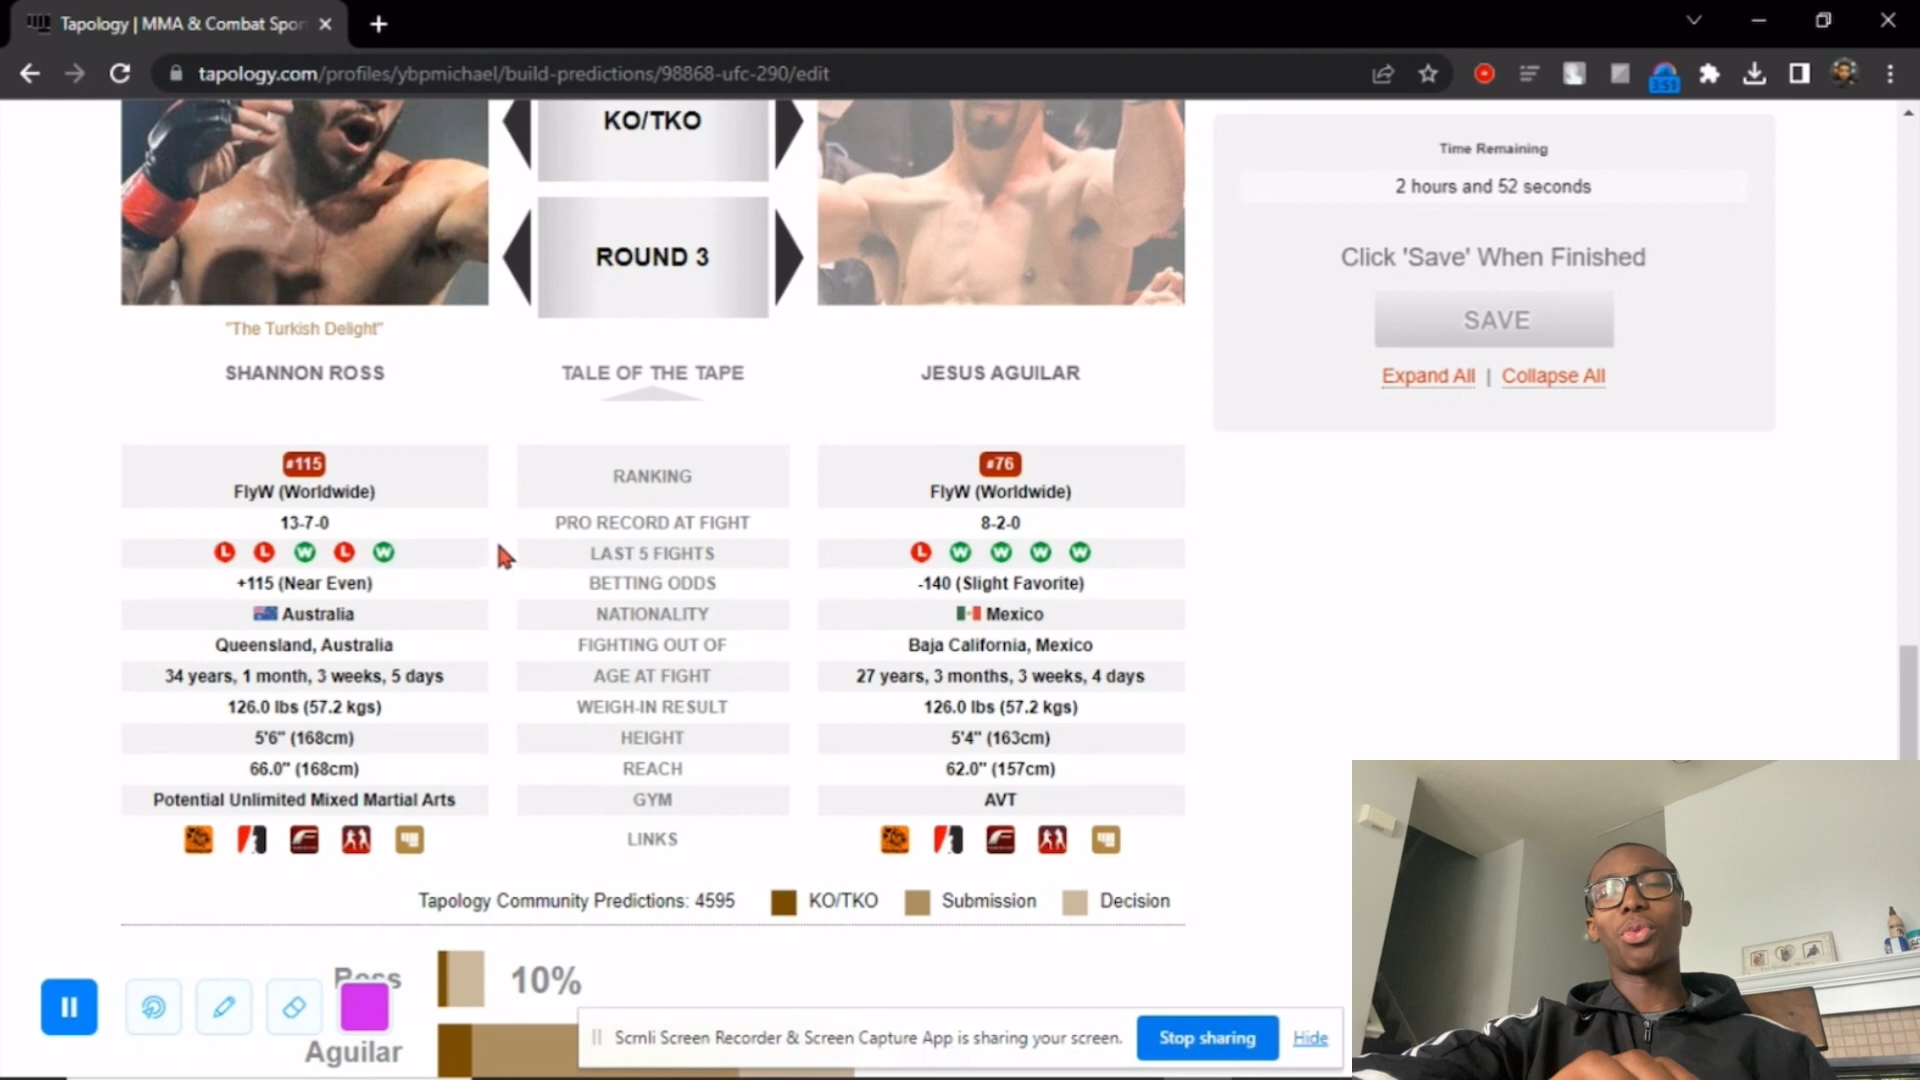 Tapology | MMA & Combat Spor
tapology.com/profiles/ybpmichael/build-predictions/98868-ufc-290/edit
3:51
KO/TKO
ROUND 3
Time Remaining
2 hours and 52 seconds
Click 'Save' When Finished
SAVE
Expand All | Collapse All
"The Turkish Delight"
SHANNON ROSS TALE OF THE TAPE JESUS AGUILAR
#115 #76
FlyW (Worldwide) RANKING FlyW (Worldwide)
13-7-0 PRO RECORD AT FIGHT 8-2-0
L L W L W LAST 5 FIGHTS L W W W W
+115 (Near Even) BETTING ODDS -140 (Slight Favorite)
Australia NATIONALITY Mexico
Queensland, Australia FIGHTING OUT OF Baja California, Mexico
34 years, 1 month, 3 weeks, 5 days AGE AT FIGHT 27 years, 3 months, 3 weeks, 4 days
126.0 lbs (57.2 kgs) WEIGH-IN RESULT 126.0 lbs (57.2 kgs)
5'6" (168cm) HEIGHT 5'4" (163cm)
66.0" (168cm) REACH 62.0" (157cm)
Potential Unlimited Mixed Martial Arts GYM AVT
LINKS
Tapology Community Predictions: 4595 KO/TKO Submission Decision
Ross 10%
Scrnli Screen Recorder & Screen Capture App is sharing your screen. Stop sharing Hide
Aguilar